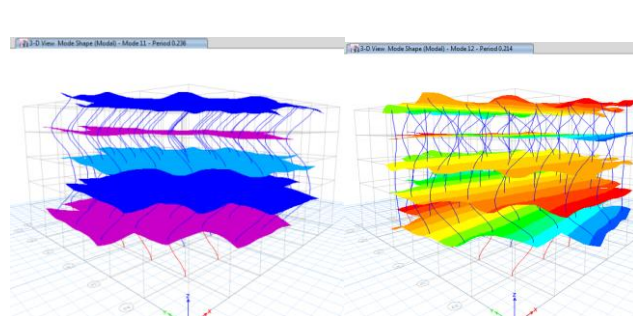 3-D View Mode Shape (Modal) - Mode 11 - Period 0.236
3-D View Mode Shape (Modal) - Mode 12 - Period 0.214
Z
X
Y
Z
X
Y